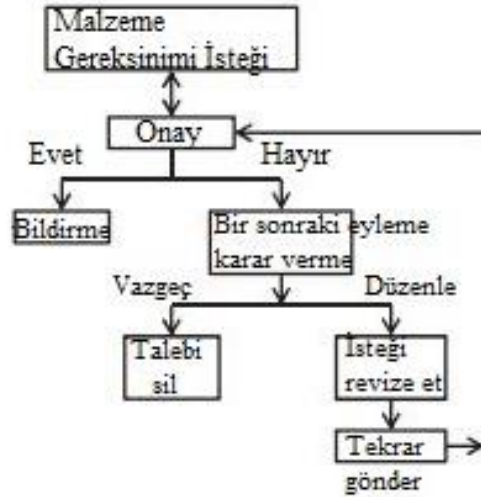 Malzeme
Gereksinimi İsteği
Onay
Evet
Hayır
Bildirme
Bir sonraki eyleme
karar verme
Vazgeç
Düzenle
Talebi
sil
İsteği
revize et
Tekrar
gönder